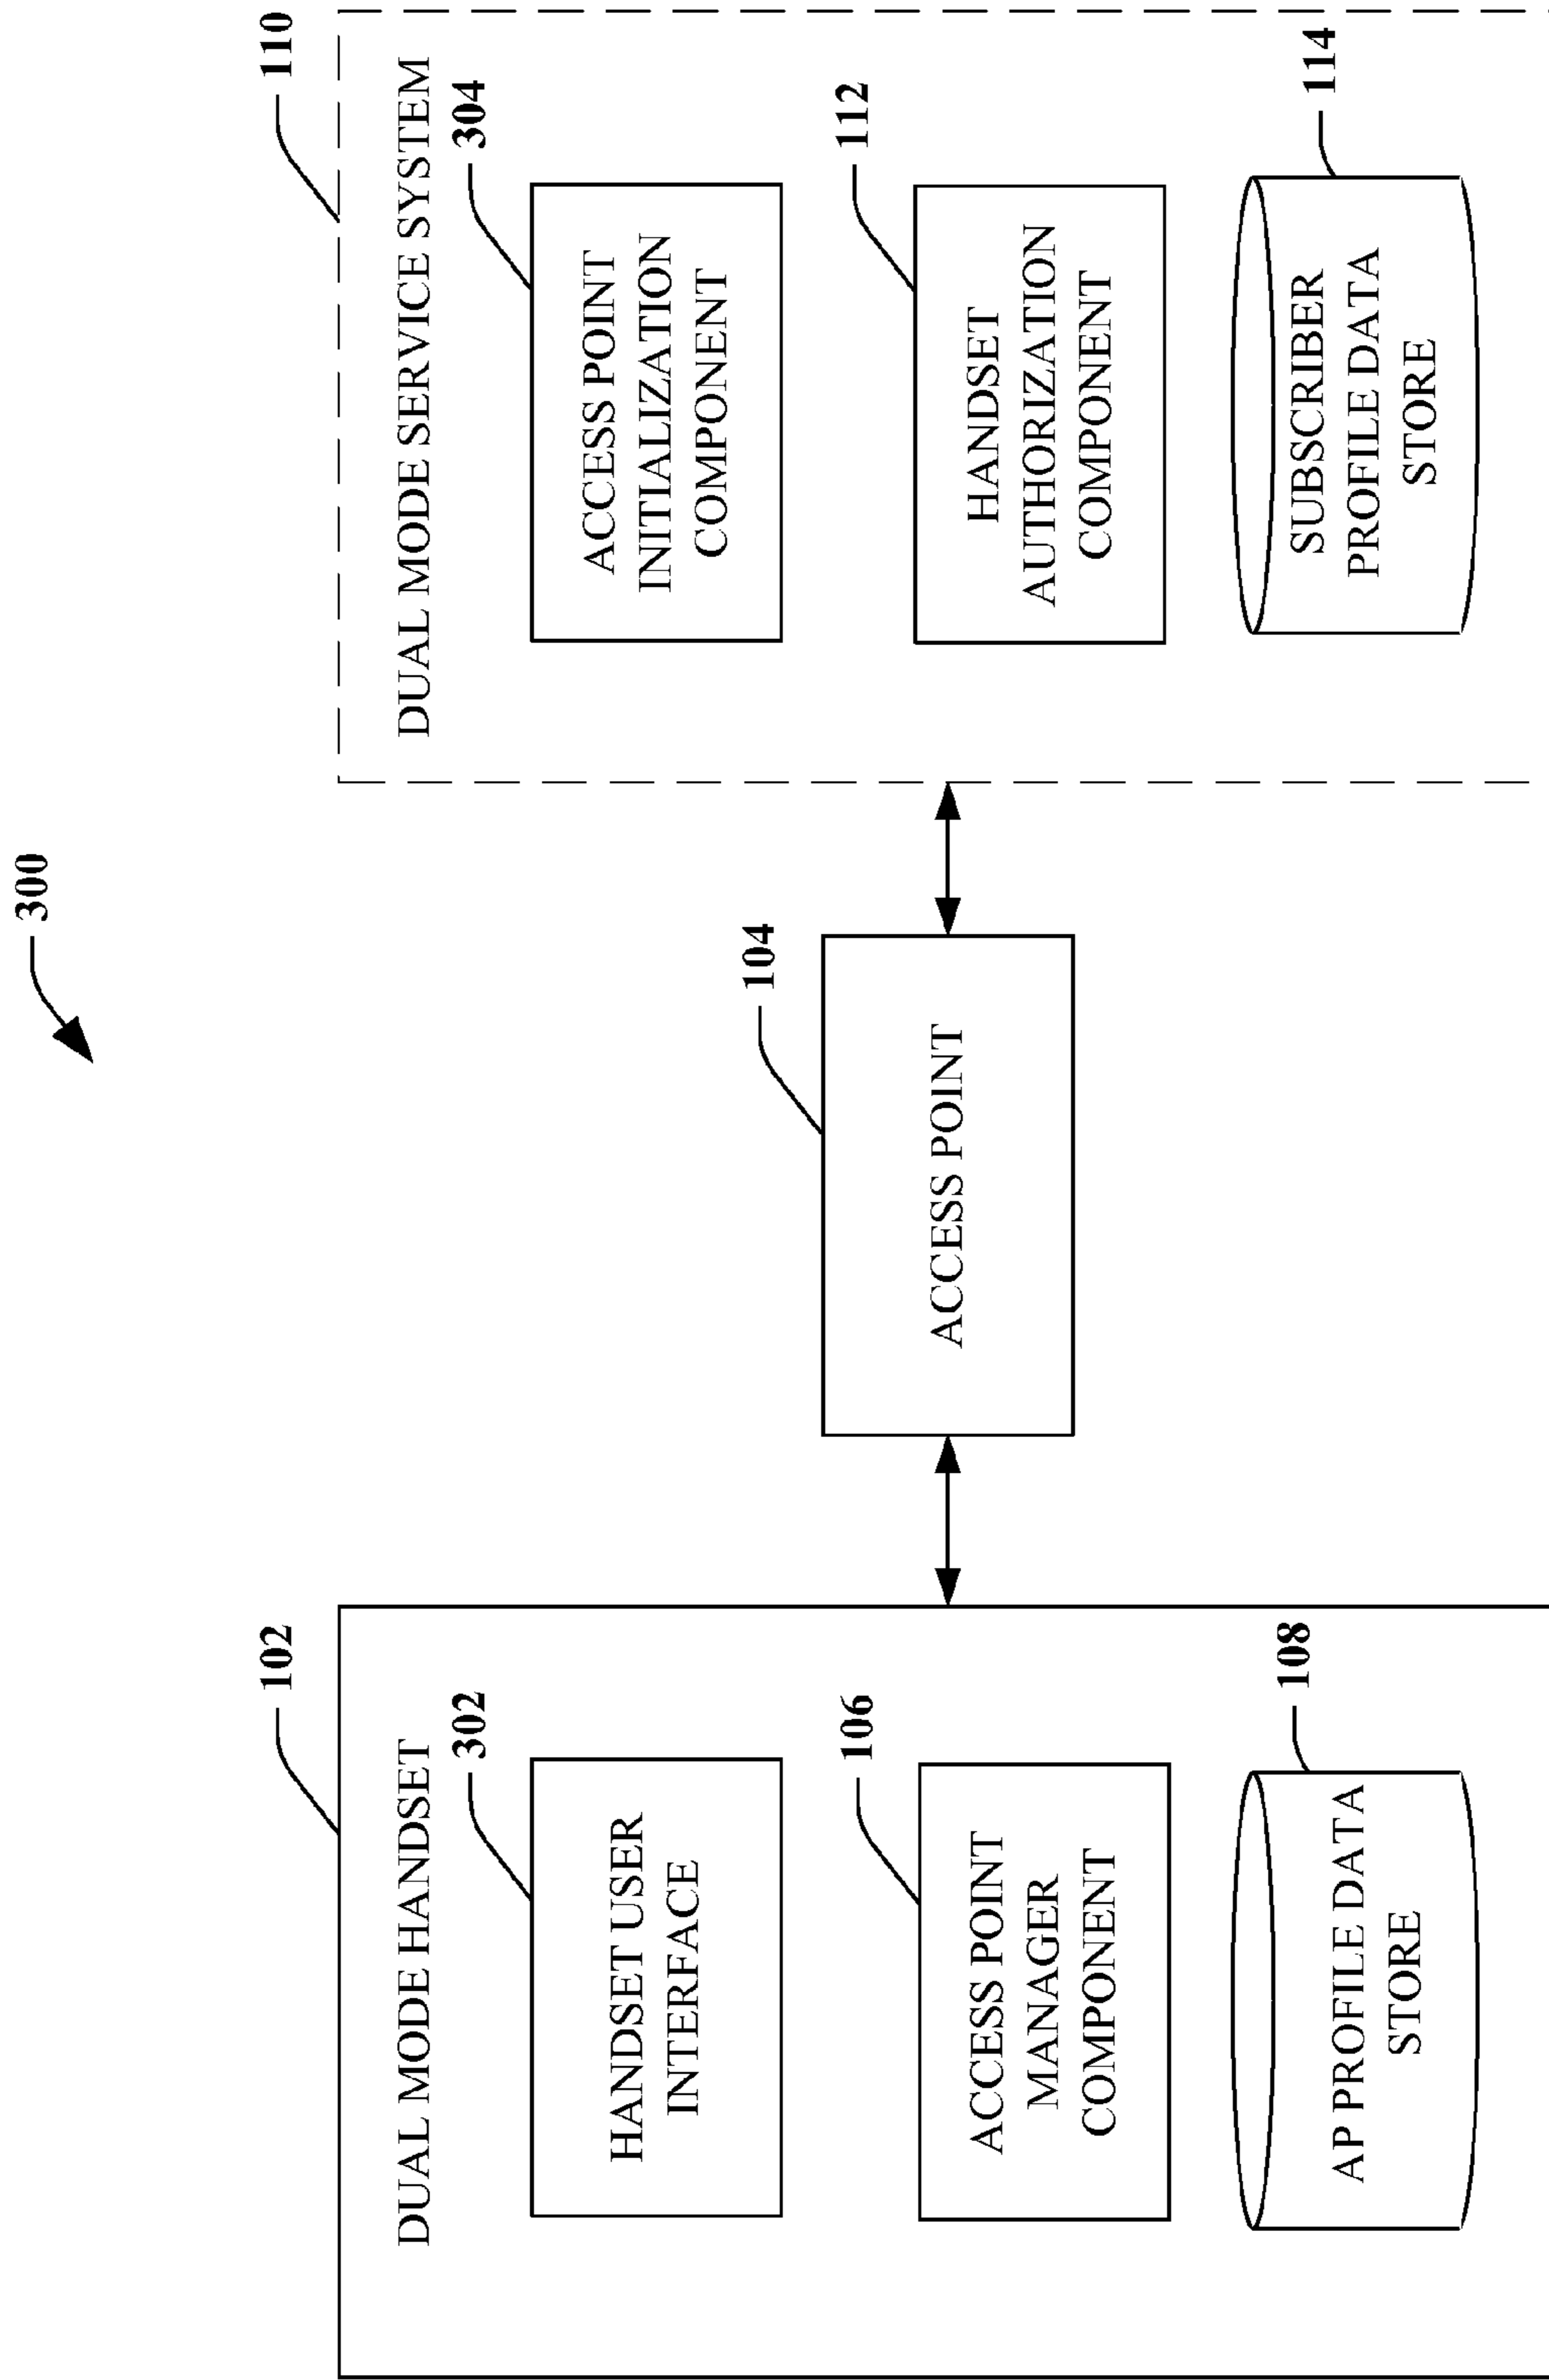 300
102
DUAL MODE HANDSET
302
HANDSET USER
INTERFACE
106
ACCESS POINT
MANAGER
COMPONENT
108
AP PROFILE DATA
STORE
104
ACCESS POINT
110
DUAL MODE SERVICE SYSTEM
304
ACCESS POINT
INITIALIZATION
COMPONENT
112
HANDSET
AUTHORIZATION
COMPONENT
114
SUBSCRIBER
PROFILE DATA
STORE